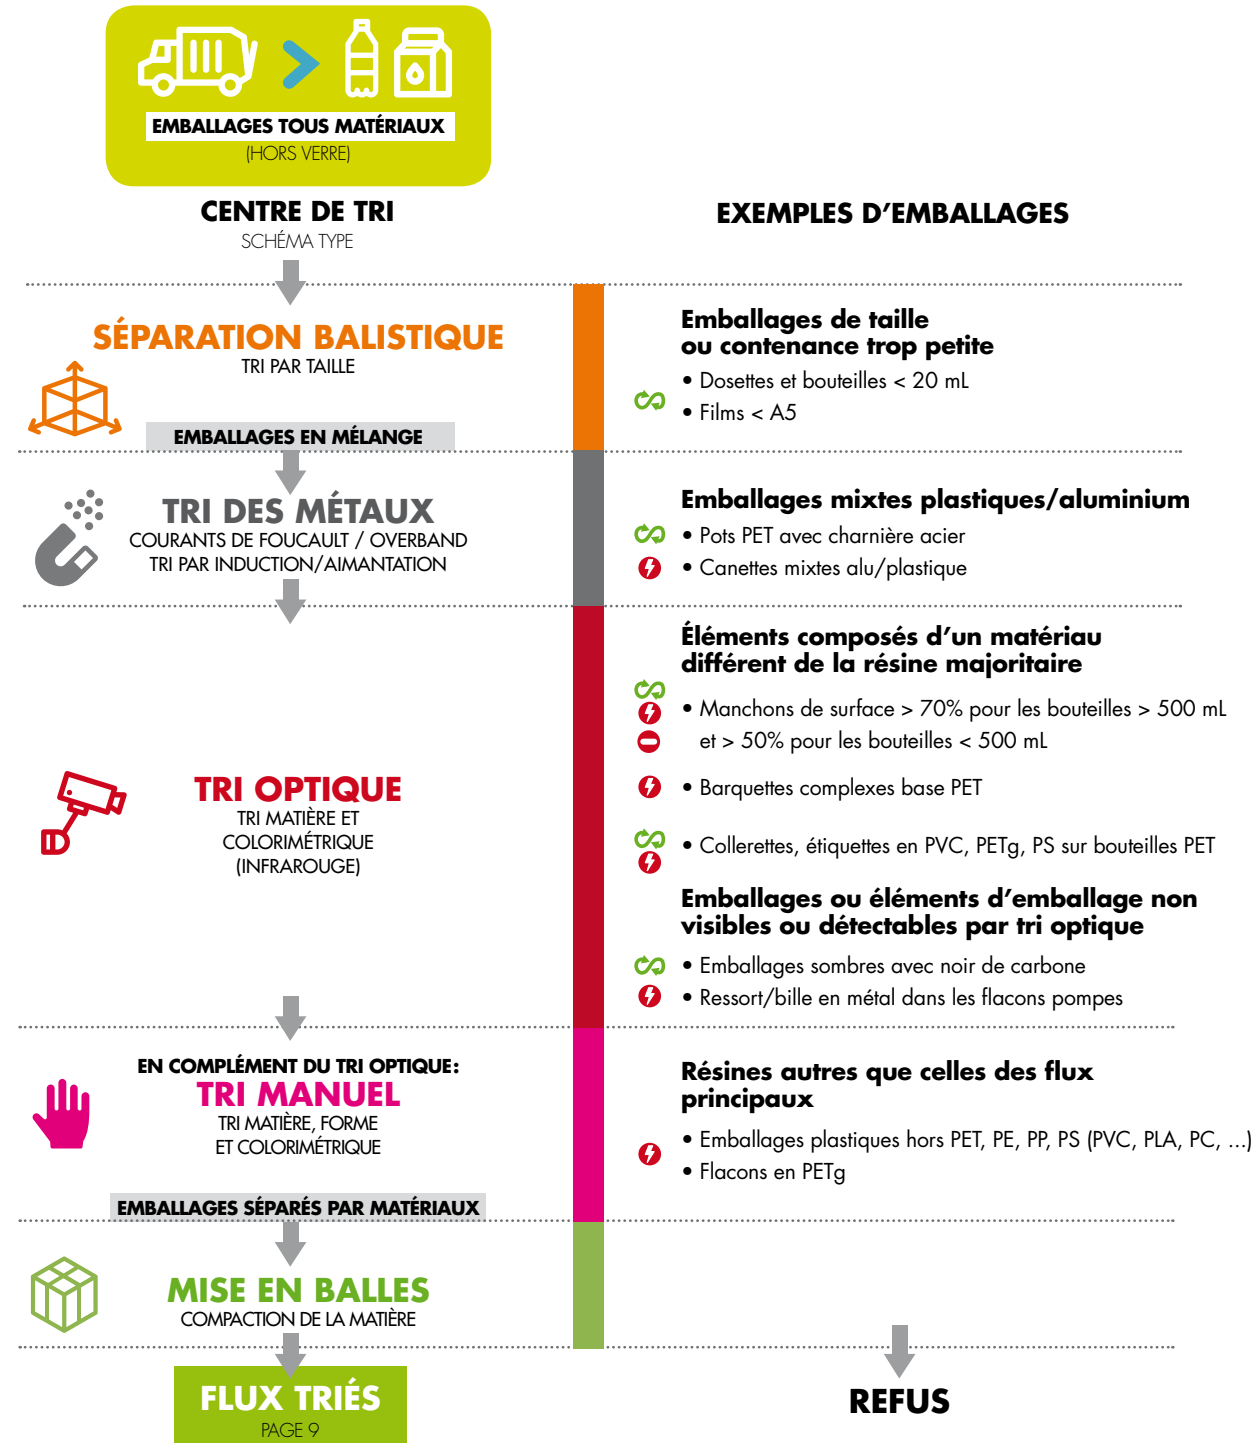 EMBALLAGES TOUS MATÉRIAUX
(HORS VERRE)
CENTRE DE TRI
SCHÉMA TYPE
EXEMPLES D’EMBALLAGES
SÉPARATION BALISTIQUE
TRI PAR TAILLE
EMBALLAGES EN MÉLANGE
Emballages de taille
ou contenance trop petite
• Dosettes et bouteilles < 20 mL
• Films < A5
TRI DES MÉTAUX
COURANTS DE FOUCAULT / OVERBAND
TRI PAR INDUCTION/AIMANTATION
Emballages mixtes plastiques/aluminium
• Pots PET avec charnière acier
• Canettes mixtes alu/plastique
TRI OPTIQUE
TRI MATIÈRE ET
COLORIMÉTRIQUE
(INFRAROUGE)
Éléments composés d’un matériau
différent de la résine majoritaire
• Manchons de surface > 70% pour les bouteilles > 500 mL
et > 50% pour les bouteilles < 500 mL
• Barquettes complexes base PET
• Collerettes, étiquettes en PVC, PETg, PS sur bouteilles PET
Emballages ou éléments d’emballage non
visibles ou détectables par tri optique
• Emballages sombres avec noir de carbone
• Ressort/bille en métal dans les flacons pompes
EN COMPLÉMENT DU TRI OPTIQUE:
TRI MANUEL
TRI MATIÈRE, FORME
ET COLORIMÉTRIQUE
EMBALLAGES SÉPARÉS PAR MATÉRIAUX
Résines autres que celles des flux
principaux
• Emballages plastiques hors PET, PE, PP, PS (PVC, PLA, PC, ...)
• Flacons en PETg
MISE EN BALLES
COMPACTION DE LA MATIÈRE
FLUX TRIÉS
PAGE 9
REFUS